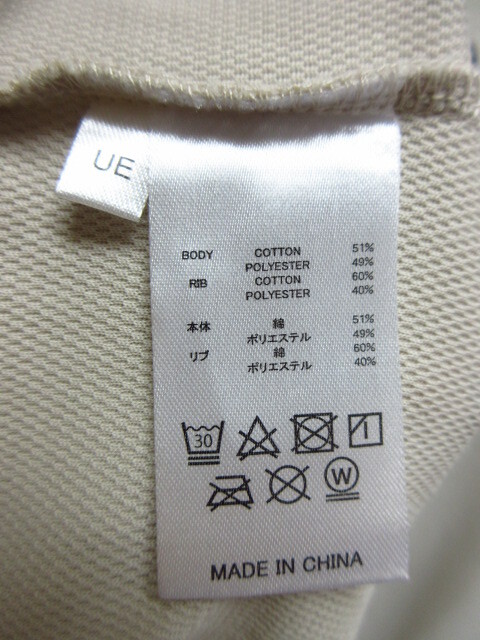 UE
BODY COTTON 51%
POLYESTER 49%
RIB COTTON 60%
POLYESTER 40%
本体 綿 51%
ポリエステル 49%
リブ 綿 60%
ポリエステル 40%
30
W
MADE IN CHINA